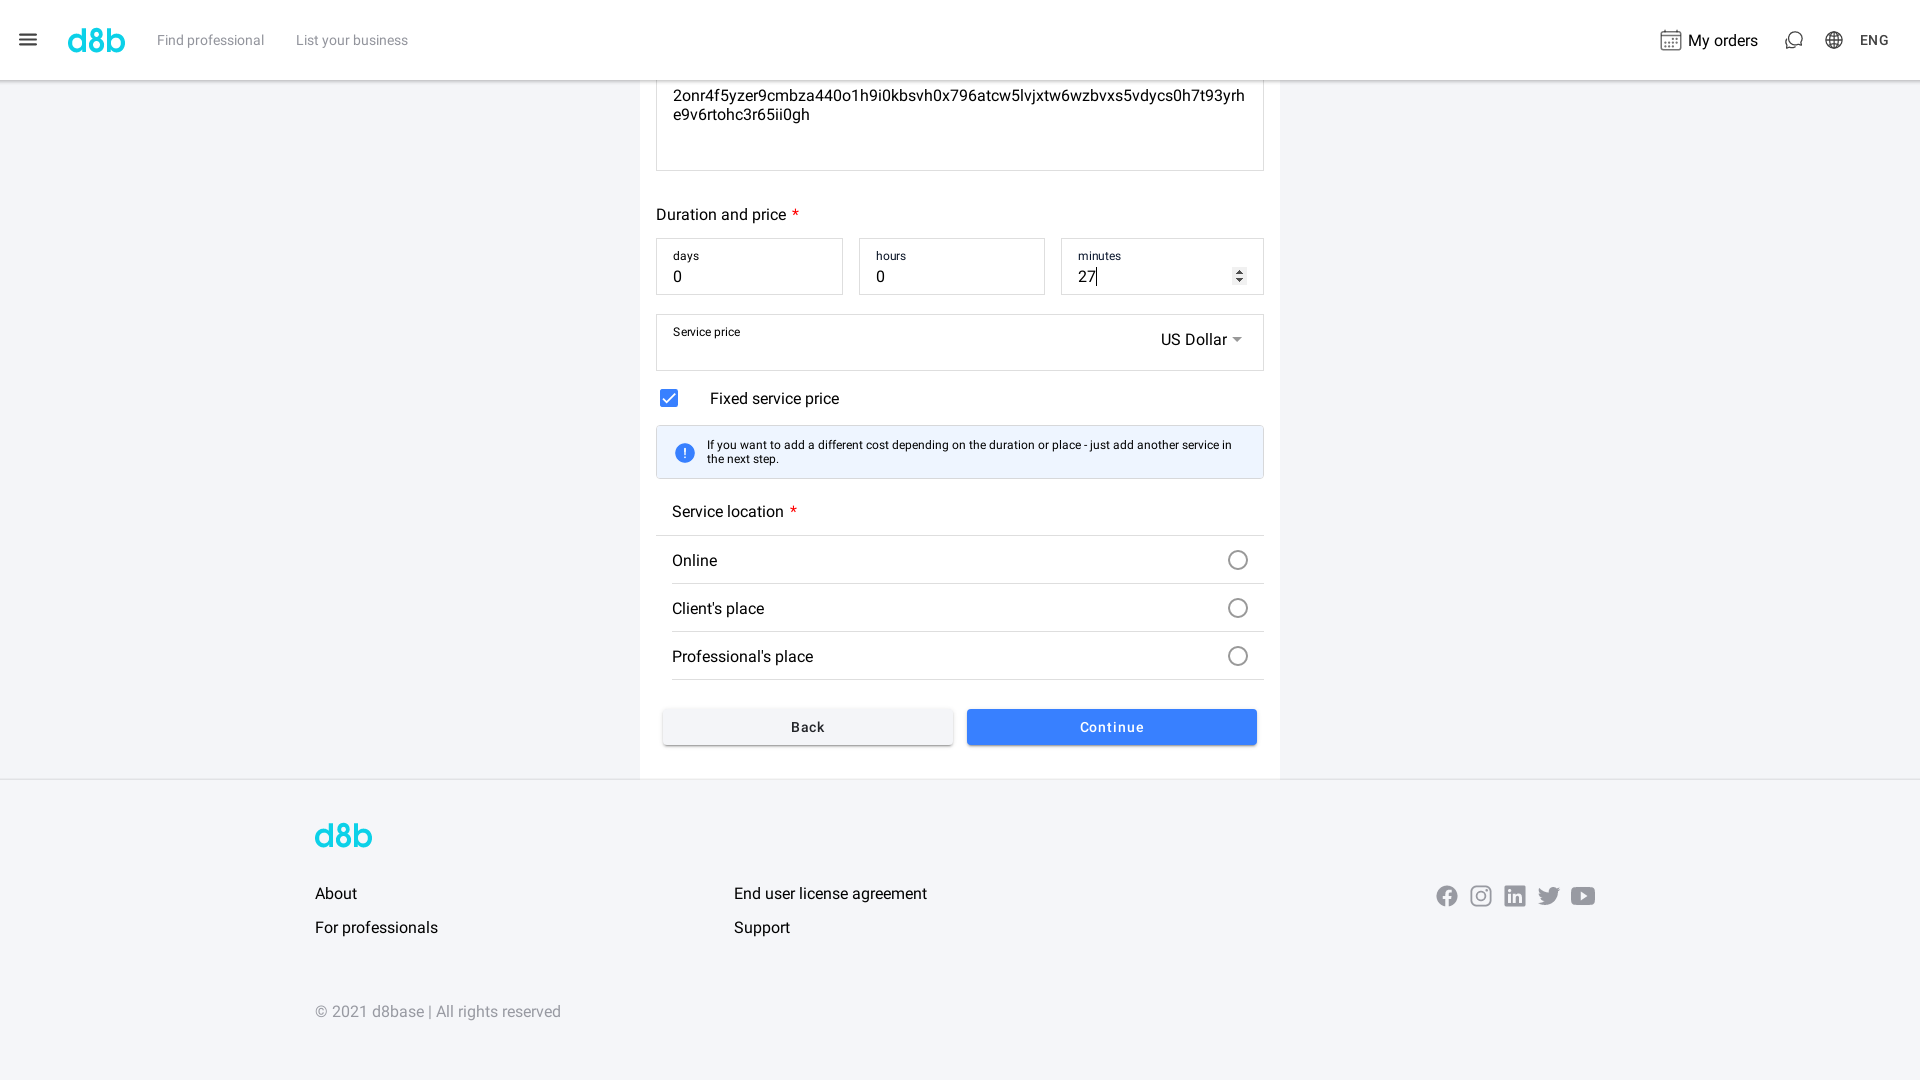 d8b
Find professional
List your business
My orders
ENG
2onr4f5yzer9cmbza440o1h9i0kbsvh0x796atcw5lvjxtw6wzbvxs5vdycs0h7t93yrh
e9v6rtohc3r65ii0gh
Duration and price *
days
0
hours
0
minutes
27
Service price
US Dollar
Fixed service price
If you want to add a different cost depending on the duration or place - just add another service in
the next step.
Service location *
Online
Client's place
Professional's place
Back
Continue
d8b
About
End user license agreement
For professionals
Support
© 2021 d8base | All rights reserved